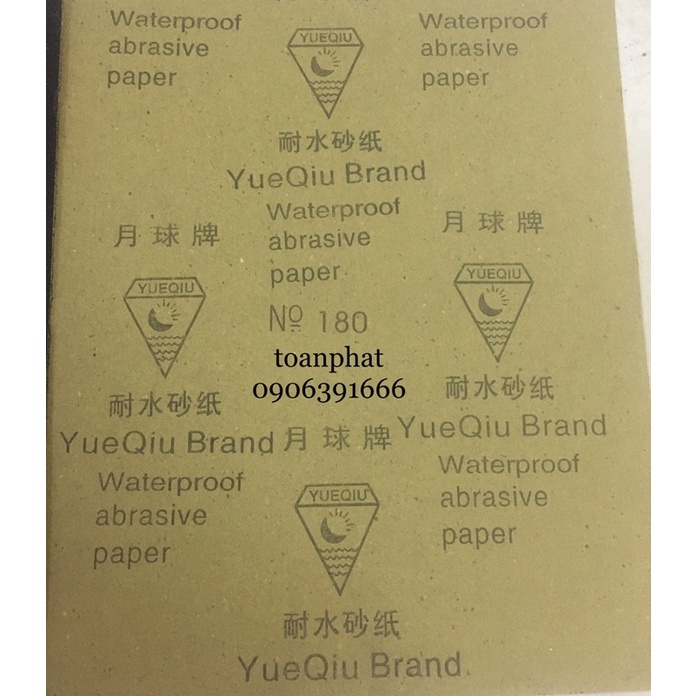 Waterproof
abrasive
paper
YUEQIU
Waterproof
abrasive
paper
耐水砂纸
YueQiu Brand
月球牌
Waterproof
abrasive
paper
月球牌
YUEQIU
Nº 180
YUEQIU
toanphat
0906391666
耐水砂纸
YueQiu Brand
月球牌
耐水砂纸
YueQiu Brand
Waterproof
abrasive
paper
YUEQIU
Waterproof
abrasive
paper
耐水砂纸
YueQiu Brand